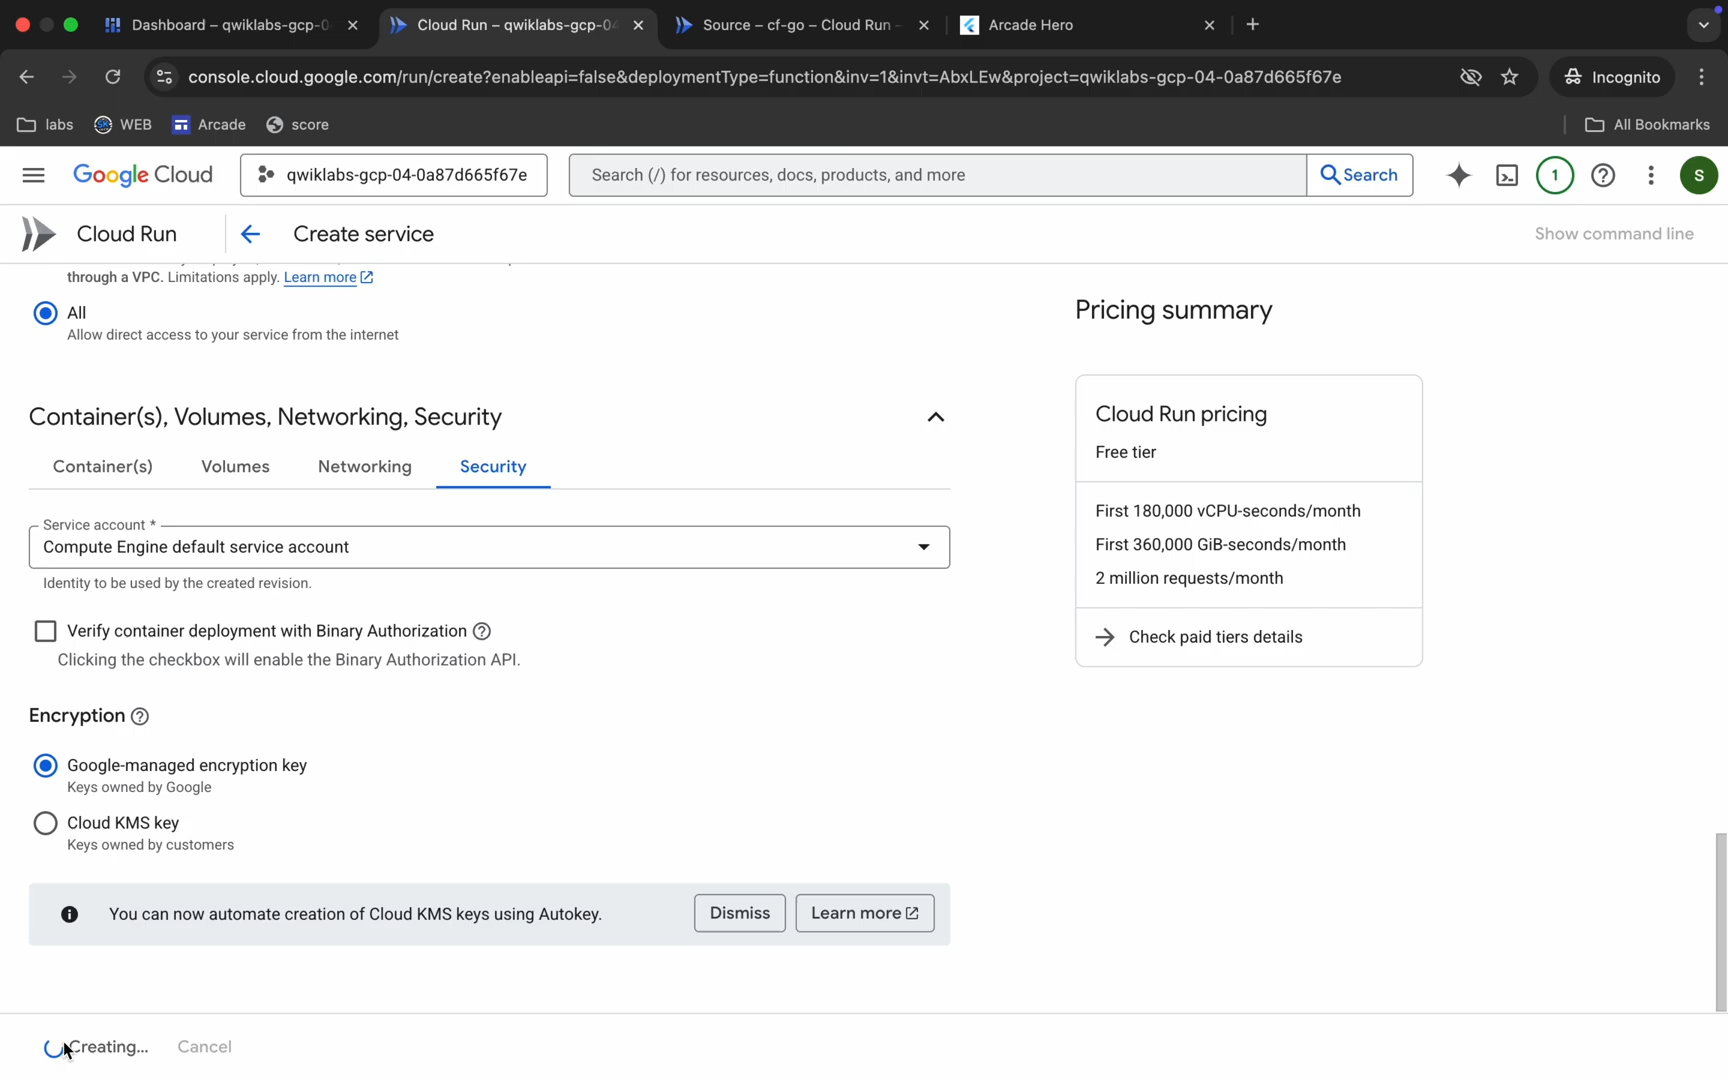 Dashboard – qwiklabs-gcp-0
Cloud Run – qwiklabs-gcp-04
Source – cf-go – Cloud Run –
Arcade Hero
console.cloud.google.com/run/create?enableapi=false&deploymentType=function&inv=1&invt=AbxLEw&project=qwiklabs-gcp-04-0a87d665f67e
Incognito
labs
WEB
Arcade
score
All Bookmarks
Google Cloud
qwiklabs-gcp-04-0a87d665f67e
Search (/) for resources, docs, products, and more
Search
1
S
Cloud Run
Create service
Show command line
through a VPC. Limitations apply. Learn more
All
Allow direct access to your service from the internet
Container(s), Volumes, Networking, Security
Container(s)
Volumes
Networking
Security
Service account *
Compute Engine default service account
Identity to be used by the created revision.
Verify container deployment with Binary Authorization
Clicking the checkbox will enable the Binary Authorization API.
Encryption
Google-managed encryption key
Keys owned by Google
Cloud KMS key
Keys owned by customers
You can now automate creation of Cloud KMS keys using Autokey.
Dismiss
Learn more
Creating...
Cancel
Pricing summary
Cloud Run pricing
Free tier
First 180,000 vCPU-seconds/month
First 360,000 GiB-seconds/month
2 million requests/month
Check paid tiers details